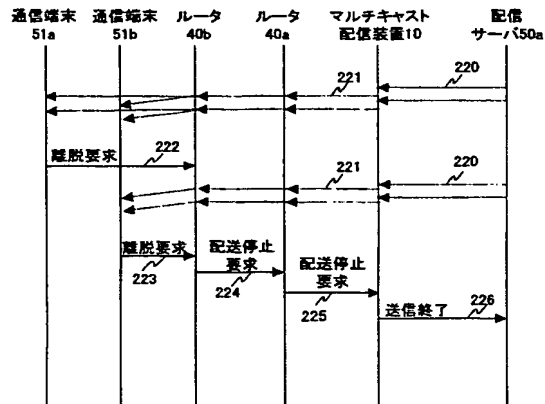 通信端末
51a
通信端末
51b
ルータ
40b
ルータ
40a
マルチキャスト
配信装置10
配信
サーバ50a
220
221
離脱要求
222
220
221
離脱要求
223
配送停止
要求
224
配送停止
要求
225
送信終了
226